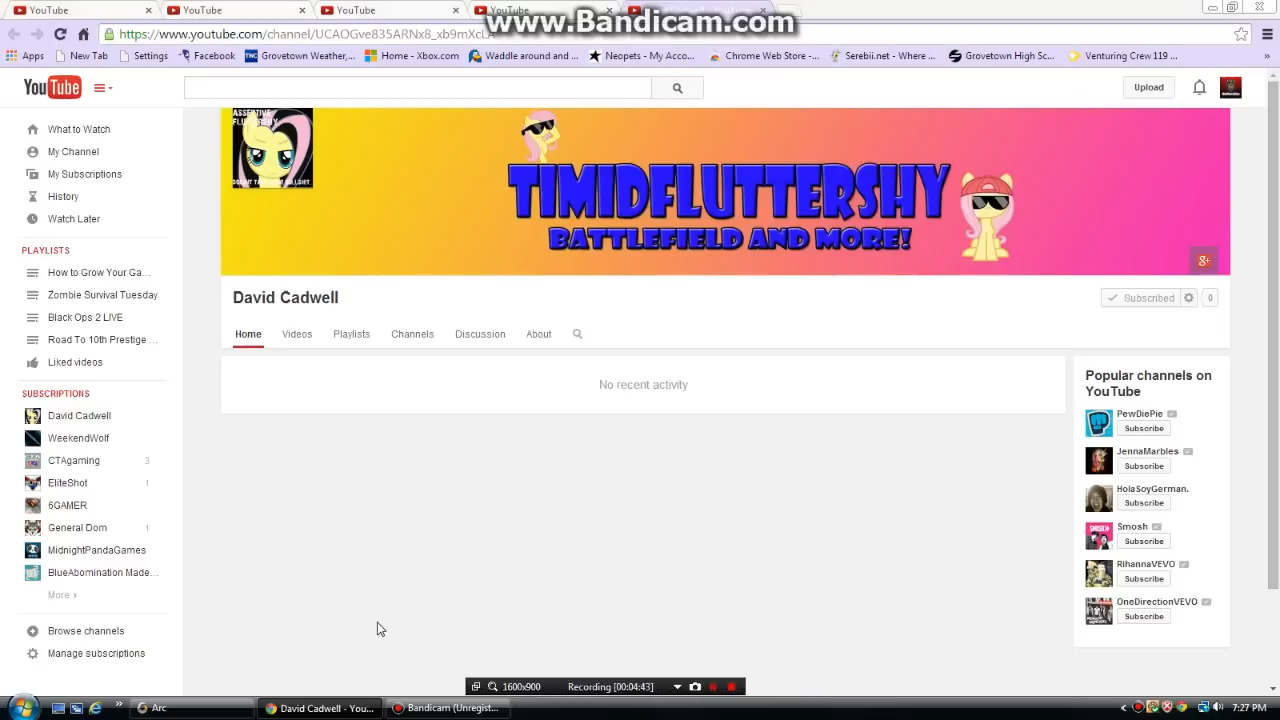 YouTube
YouTube
YouTube
YouTube
www.Bandicam.com
https://www.youtube.com/channel/UCAOGve835ARNx8_xb9mXcLA
Apps
New Tab
Settings
Facebook
Grovetown Weather,...
Home - Xbox.com
Waddle around and...
Neopets - My Acco...
Chrome Web Store -...
Serebii.net - Where ...
Grovetown High Sc...
Venturing Crew 119 ...
»
YouTube
Upload
What to Watch
My Channel
My Subscriptions
History
Watch Later
PLAYLISTS
How to Grow Your Ga...
Zombie Survival Tuesday
Black Ops 2 LIVE
Road To 10th Prestige ...
Liked videos
SUBSCRIPTIONS
David Cadwell
WeekendWolf
CTAgaming 3
EliteShot 1
6GAMER
General Dom 1
MidnightPandaGames
BlueAbomination Made...
More ›
Browse channels
Manage subscriptions
ASSERTIVE
FLUTTERSHY
DOESNT TAKE YOUR BULLSHIT.
TIMIDFLUTTERSHY
BATTLEFIELD AND MORE!
g+
David Cadwell
Subscribed
0
Home
Videos
Playlists
Channels
Discussion
About
No recent activity
Popular channels on
YouTube
PewDiePie
Subscribe
JennaMarbles
Subscribe
HolaSoyGerman.
Subscribe
Smosh
Subscribe
RihannaVEVO
Subscribe
OneDirectionVEVO
Subscribe
1600x900
Recording [00:04:43]
»
Arc
David Cadwell - You...
Bandicam (Unregist...
7:27 PM